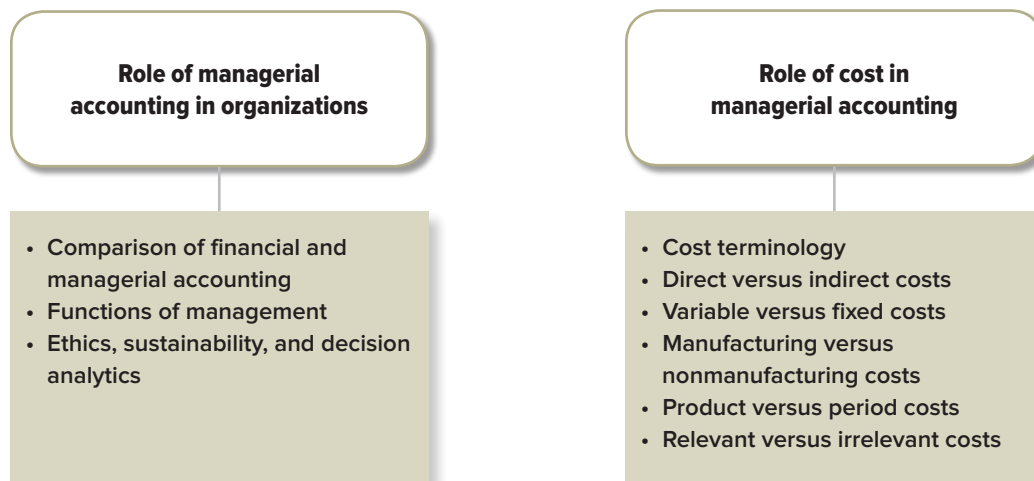 Role of managerial
accounting in organizations
• Comparison of financial and
managerial accounting
• Functions of management
• Ethics, sustainability, and decision
analytics
Role of cost in
managerial accounting
• Cost terminology
• Direct versus indirect costs
• Variable versus fixed costs
• Manufacturing versus
nonmanufacturing costs
• Product versus period costs
• Relevant versus irrelevant costs